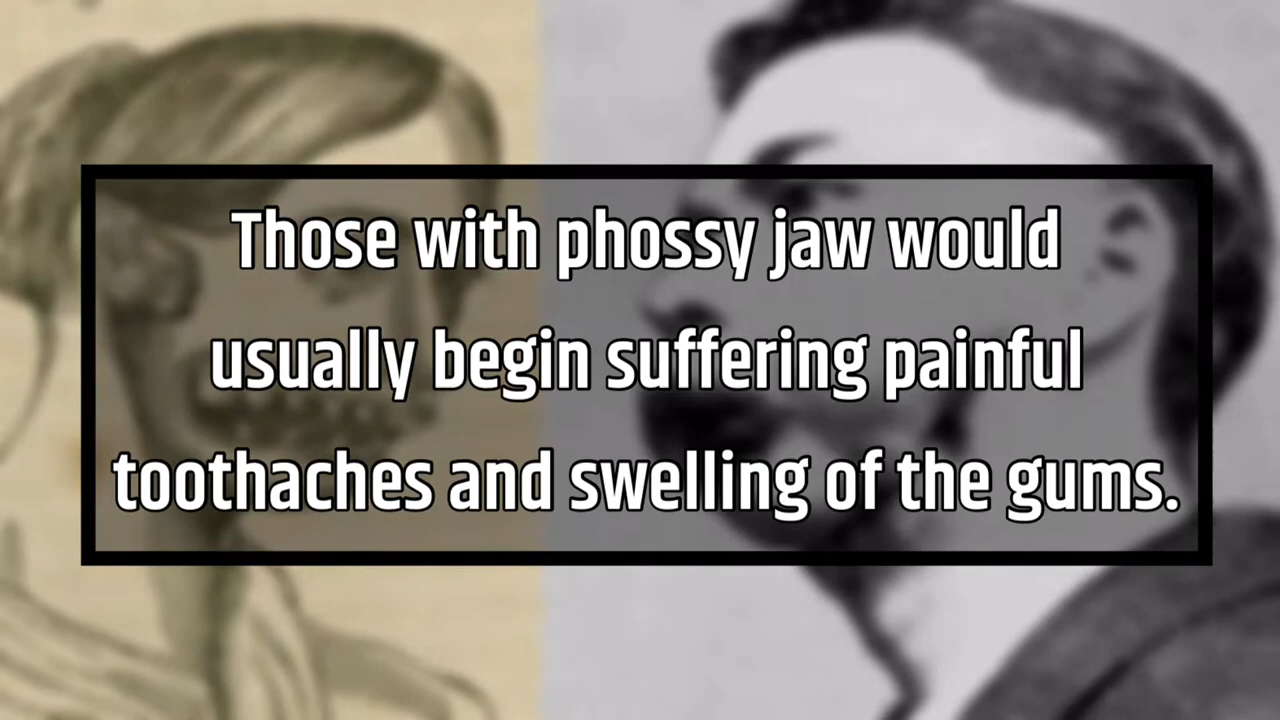 Those with phossy jaw would
usually begin suffering painful
toothaches and swelling of the gums.